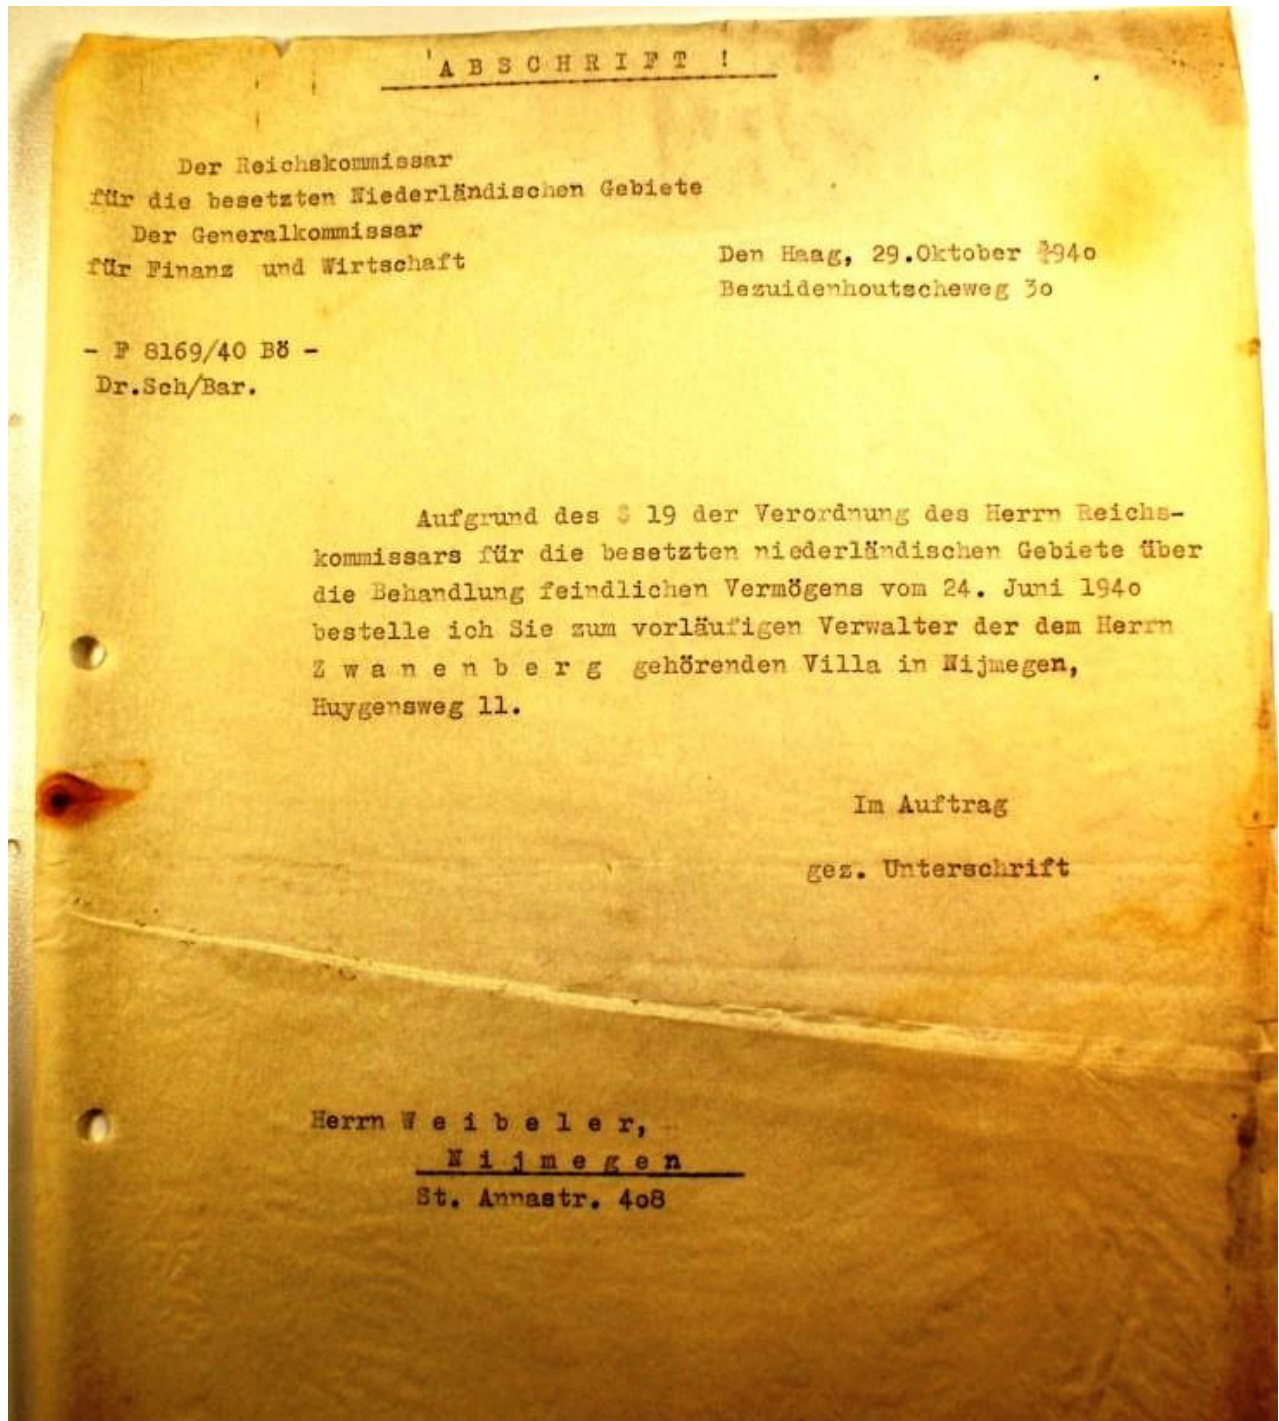 'ABSCHRIFT !
Der Reichskommissar
für die besetzten Niederländischen Gebiete
Der Generalkommissar
für Finanz und Wirtschaft
Den Haag, 29.Oktober 1940
Bezuidenhoutscheweg 30
- F 8169/40 Bö -
Dr.Sch/Bar.
Aufgrund des § 19 der Verordnung des Herrn Reichs-
kommissars für die besetzten niederländischen Gebiete über
die Behandlung feindlichen Vermögens vom 24. Juni 1940
bestelle ich Sie zum vorläufigen Verwalter der dem Herrn
Z w a n e n b e r g gehörenden Villa in Nijmegen,
Huygensweg 11.
Im Auftrag
gez. Unterschrift
Herrn W e i b e l e r,
N i j m e g e n
St. Annastr. 408